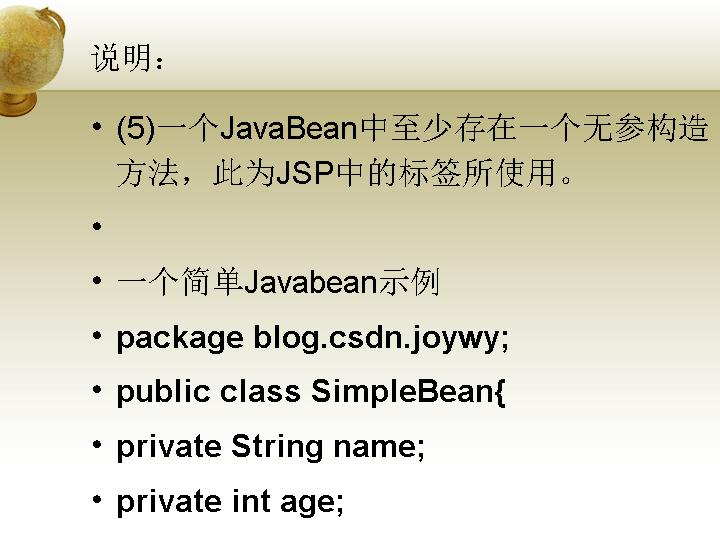 说明：
• (5)一个Java.Bean中至少存在一个无参构造
方法，此为JSP中的标签所使用。
•
• 一个简单Javabean示例
• package blog.csdn.joywy;
• public class Simple.Bean{
• private String name;
• private int age;